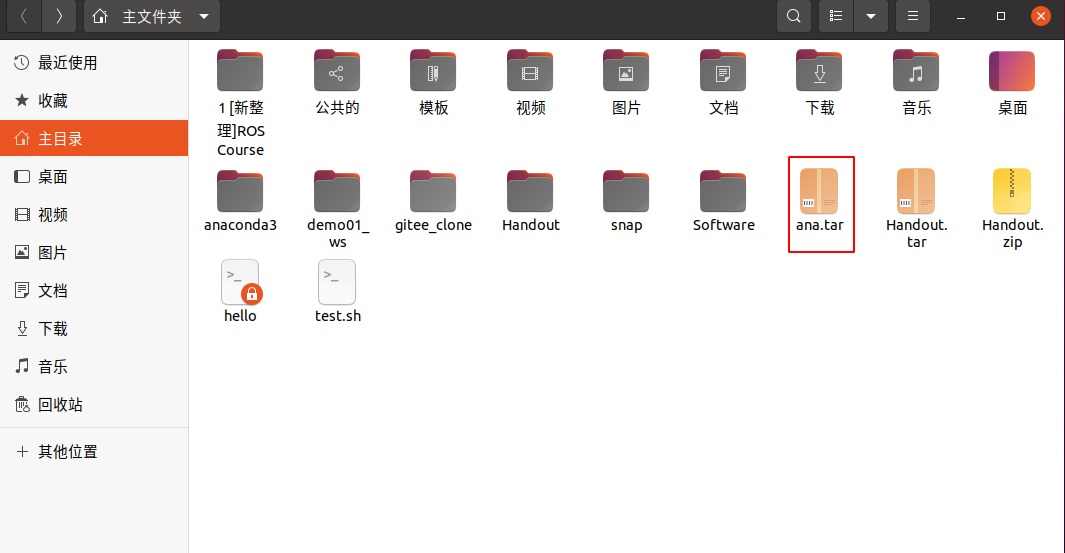 主文件夹
最近使用
收藏
主目录
桌面
视频
图片
文档
下载
音乐
回收站
其他位置
1 [新整
理]ROS
Course
公共的
模板
视频
图片
文档
下载
音乐
桌面
anaconda3
demo01_
ws
gitee_clone
Handout
snap
Software
ana.tar
Handout.
tar
Handout.
zip
>_
hello
>_
test.sh